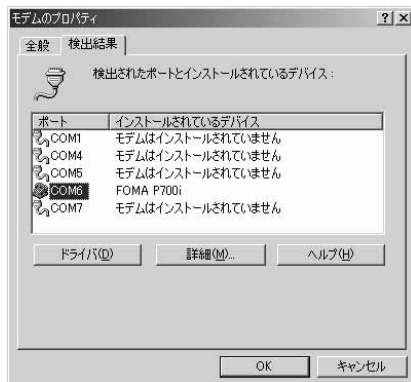 モデムのプロパティ
全般 検出結果
検出されたポートとインストールされているデバイス：
ポート インストールされているデバイス
COM1 モデムはインストールされていません
COM4 モデムはインストールされていません
COM5 モデムはインストールされていません
COM6 FOMA P700i
COM7 モデムはインストールされていません
ドライバ(D) 詳細(M)... ヘルプ(H)
OK キャンセル